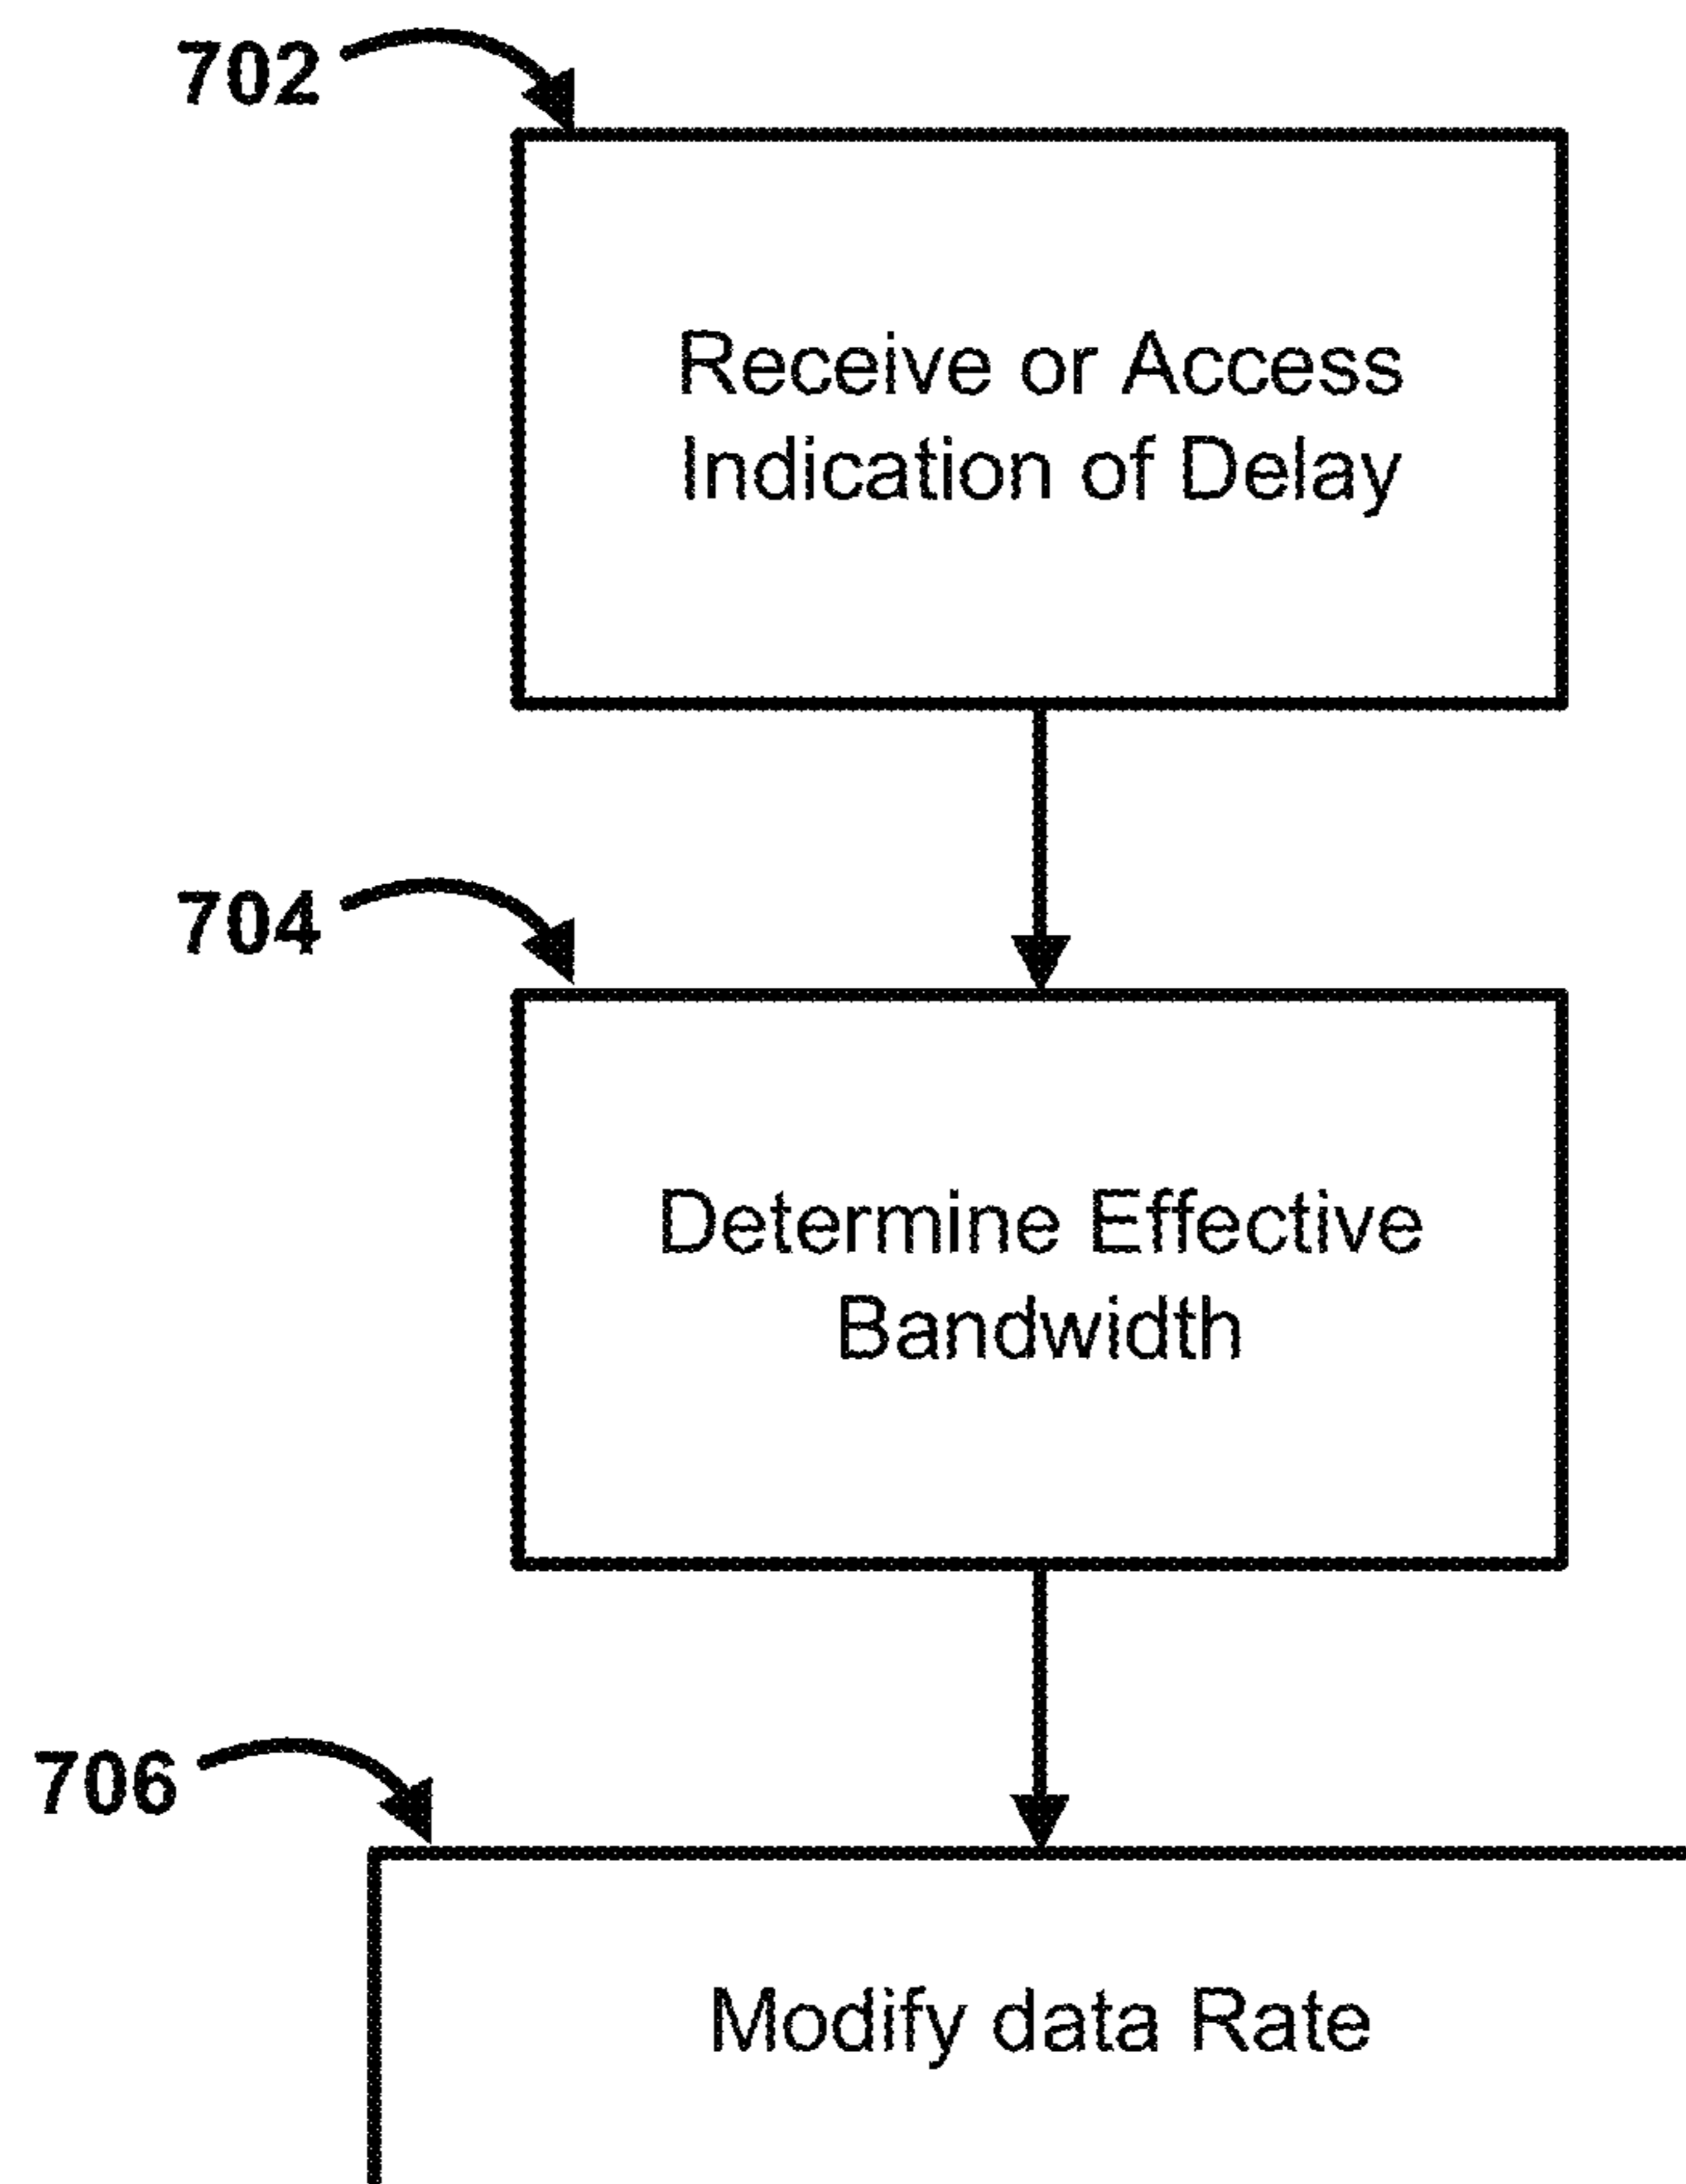 702
Receive or Access
Indication of Delay
704
Determine Effective
Bandwidth
706
Modify data Rate